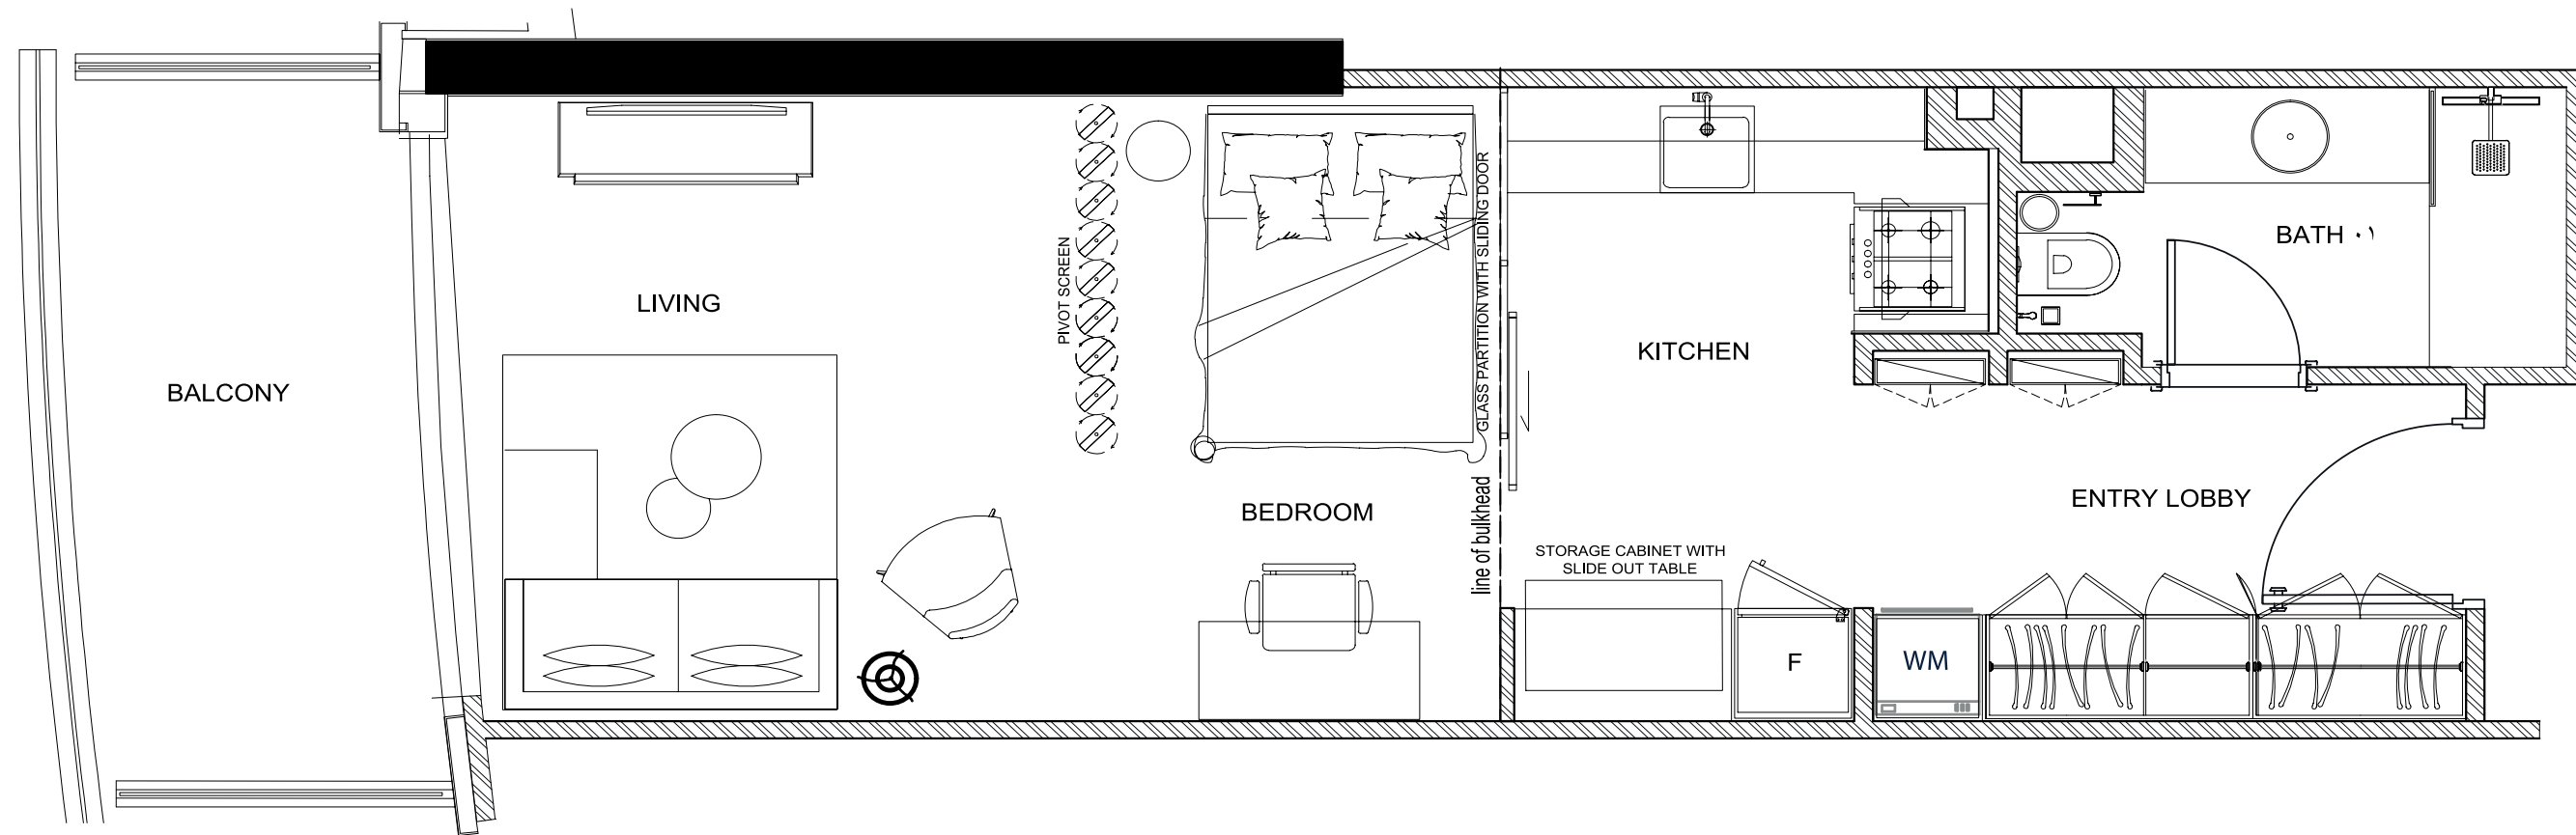 BALCONY
LIVING
PIVOT SCREEN
BEDROOM
GLASS PARTITION WITH SLIDING DOOR
line of bulkhead
KITCHEN
STORAGE CABINET WITH
SLIDE OUT TABLE
F
WM
BATH ٠١
ENTRY LOBBY